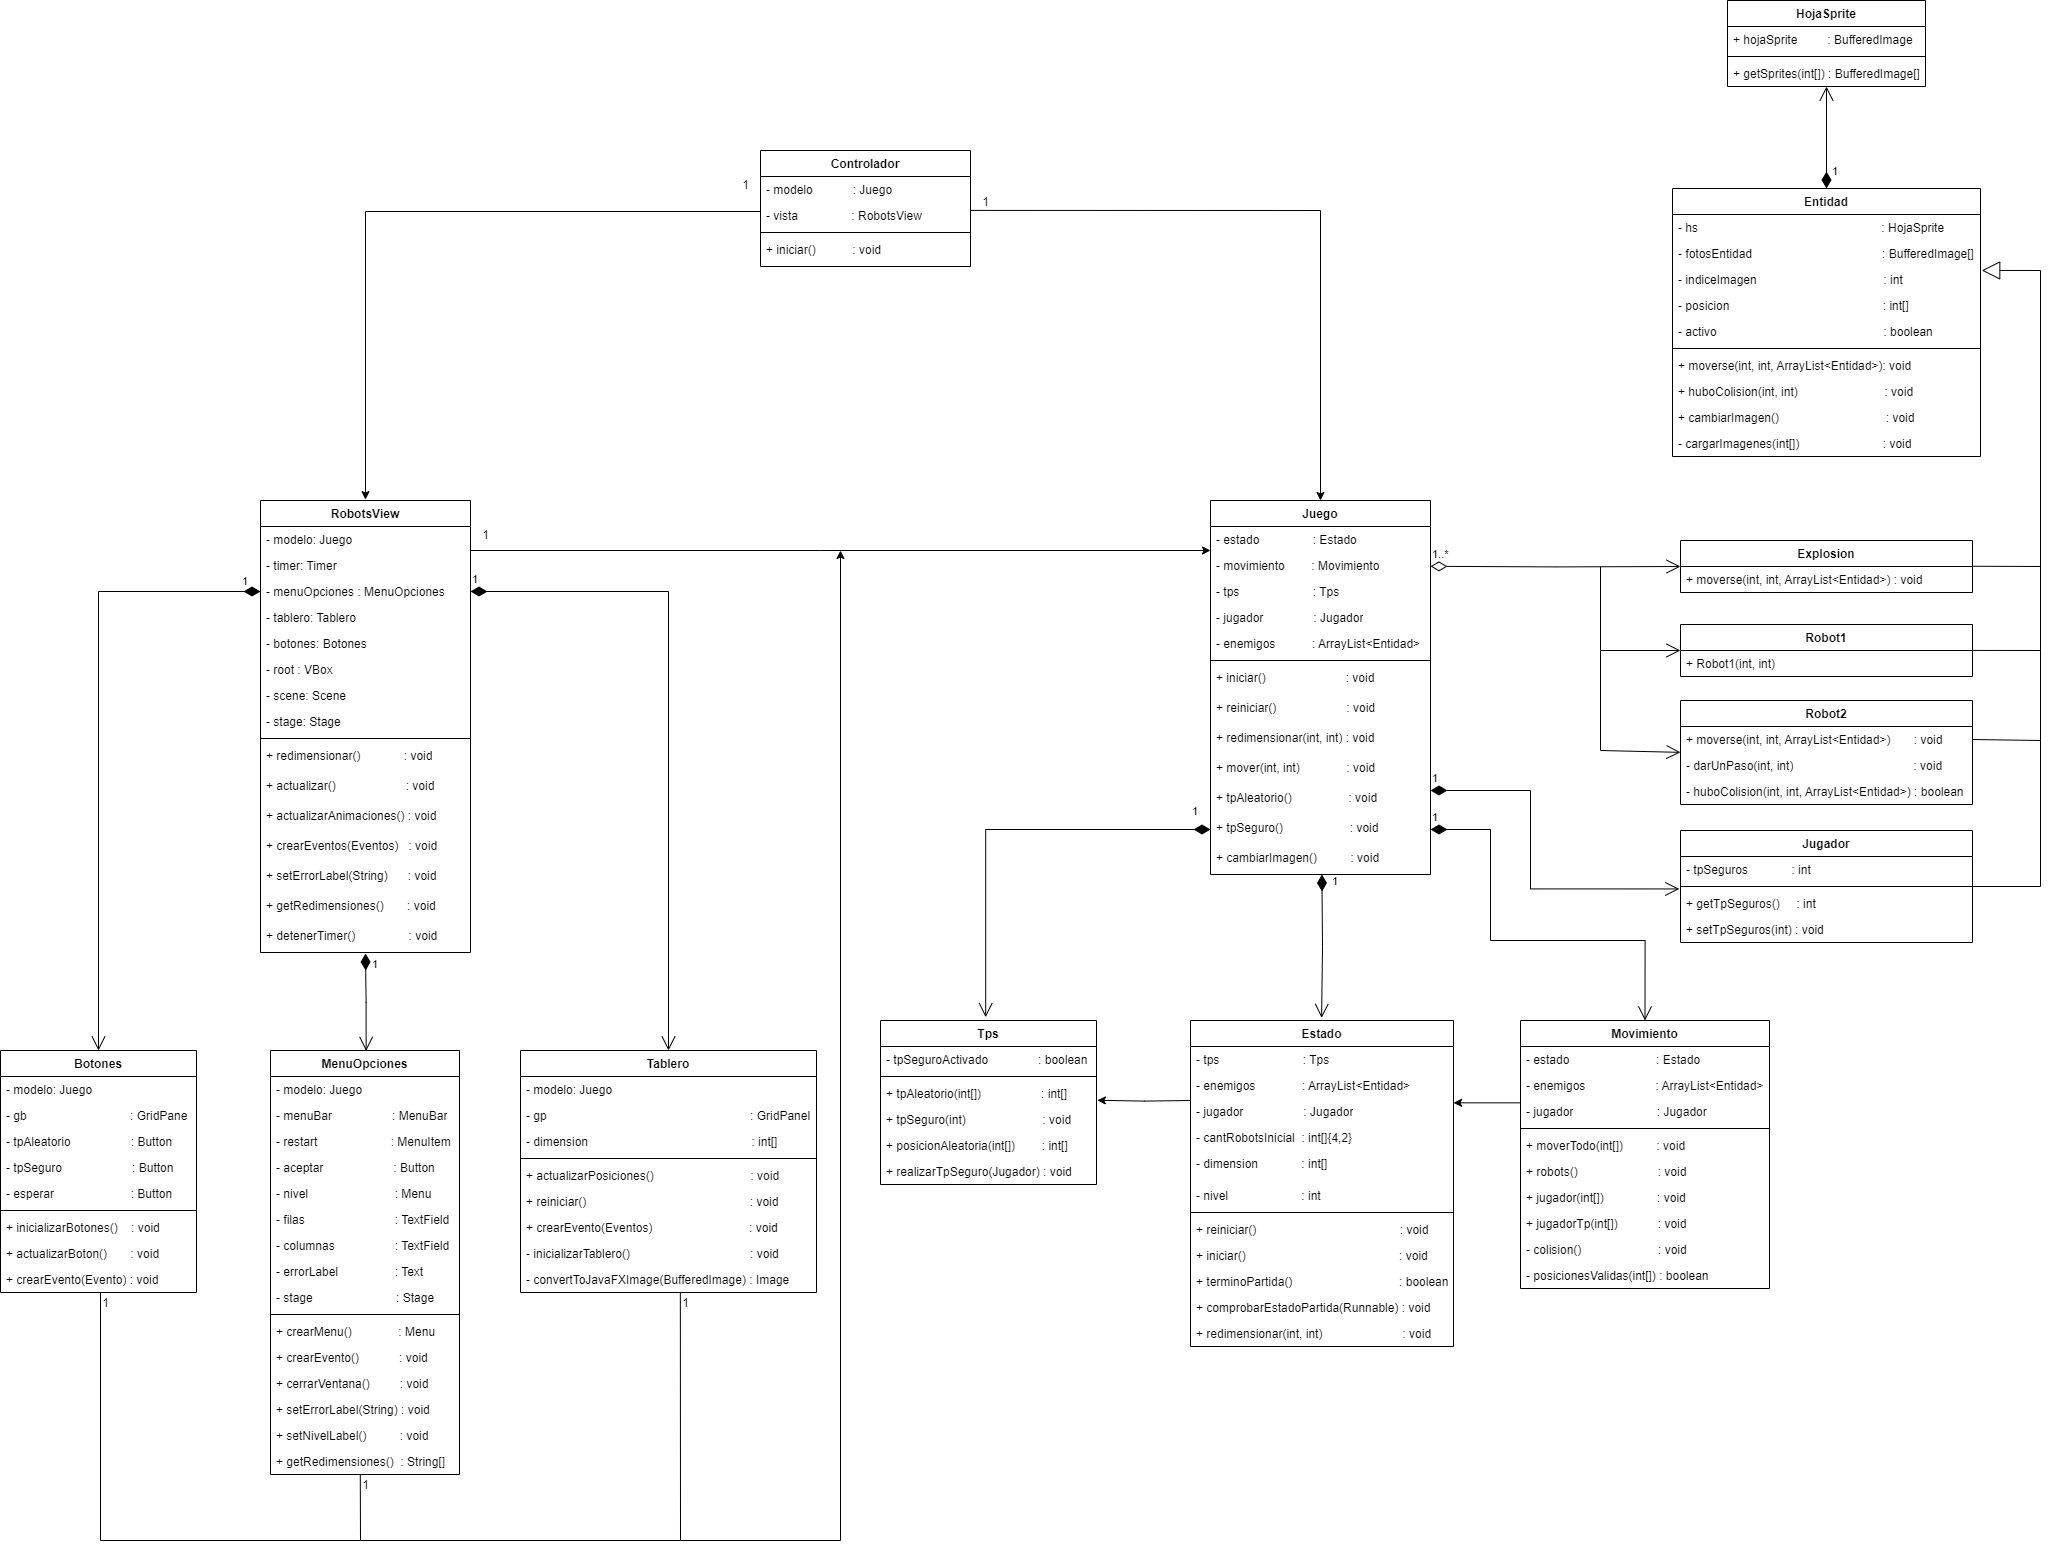 HojaSprite
+ hojaSprite : BufferedImage
+ getSprites(int[]) : BufferedImage[]
1
Controlador
- modelo : Juego
- vista : RobotsView
+ iniciar() : void
1
1
Entidad
- hs : HojaSprite
- fotosEntidad : BufferedImage[]
- indiceImagen : int
- posicion : int[]
- activo : boolean
+ moverse(int, int, ArrayList<Entidad>): void
+ huboColision(int, int) : void
+ cambiarImagen() : void
- cargarImagenes(int[]) : void
RobotsView
- modelo: Juego
- timer: Timer
- menuOpciones : MenuOpciones
- tablero: Tablero
- botones: Botones
- root : VBox
- scene: Scene
- stage: Stage
+ redimensionar() : void
+ actualizar() : void
+ actualizarAnimaciones() : void
+ crearEventos(Eventos) : void
+ setErrorLabel(String) : void
+ getRedimensiones() : void
+ detenerTimer() : void
1
1
1
1
Juego
- estado : Estado
- movimiento : Movimiento
- tps : Tps
- jugador : Jugador
- enemigos : ArrayList<Entidad>
+ iniciar() : void
+ reiniciar() : void
+ redimensionar(int, int) : void
+ mover(int, int) : void
+ tpAleatorio() : void
+ tpSeguro() : void
+ cambiarImagen() : void
1..*
1
1
1
1
Explosion
+ moverse(int, int, ArrayList<Entidad>) : void
Robot1
+ Robot1(int, int)
Robot2
+ moverse(int, int, ArrayList<Entidad>) : void
- darUnPaso(int, int) : void
- huboColision(int, int, ArrayList<Entidad>) : boolean
Jugador
- tpSeguros : int
+ getTpSeguros() : int
+ setTpSeguros(int) : void
Botones
- modelo: Juego
- gb : GridPane
- tpAleatorio : Button
- tpSeguro : Button
- esperar : Button
+ inicializarBotones() : void
+ actualizarBoton() : void
+ crearEvento(Evento) : void
1
MenuOpciones
- modelo: Juego
- menuBar : MenuBar
- restart : MenuItem
- aceptar : Button
- nivel : Menu
- filas : TextField
- columnas : TextField
- errorLabel : Text
- stage : Stage
+ crearMenu() : Menu
+ crearEvento() : void
+ cerrarVentana() : void
+ setErrorLabel(String) : void
+ setNivelLabel() : void
+ getRedimensiones() : String[]
1
Tablero
- modelo: Juego
- gp : GridPanel
- dimension : int[]
+ actualizarPosiciones() : void
+ reiniciar() : void
+ crearEvento(Eventos) : void
- inicializarTablero() : void
- convertToJavaFXImage(BufferedImage) : Image
1
Tps
- tpSeguroActivado : boolean
+ tpAleatorio(int[]) : int[]
+ tpSeguro(int) : void
+ posicionAleatoria(int[]) : int[]
+ realizarTpSeguro(Jugador) : void
Estado
- tps : Tps
- enemigos : ArrayList<Entidad>
- jugador : Jugador
- cantRobotsInicial : int[]{4,2}
- dimension : int[]
- nivel : int
+ reiniciar() : void
+ iniciar() : void
+ terminoPartida() : boolean
+ comprobarEstadoPartida(Runnable) : void
+ redimensionar(int, int) : void
Movimiento
- estado : Estado
- enemigos : ArrayList<Entidad>
- jugador : Jugador
+ moverTodo(int[]) : void
+ robots() : void
+ jugador(int[]) : void
+ jugadorTp(int[]) : void
- colision() : void
- posicionesValidas(int[]) : boolean